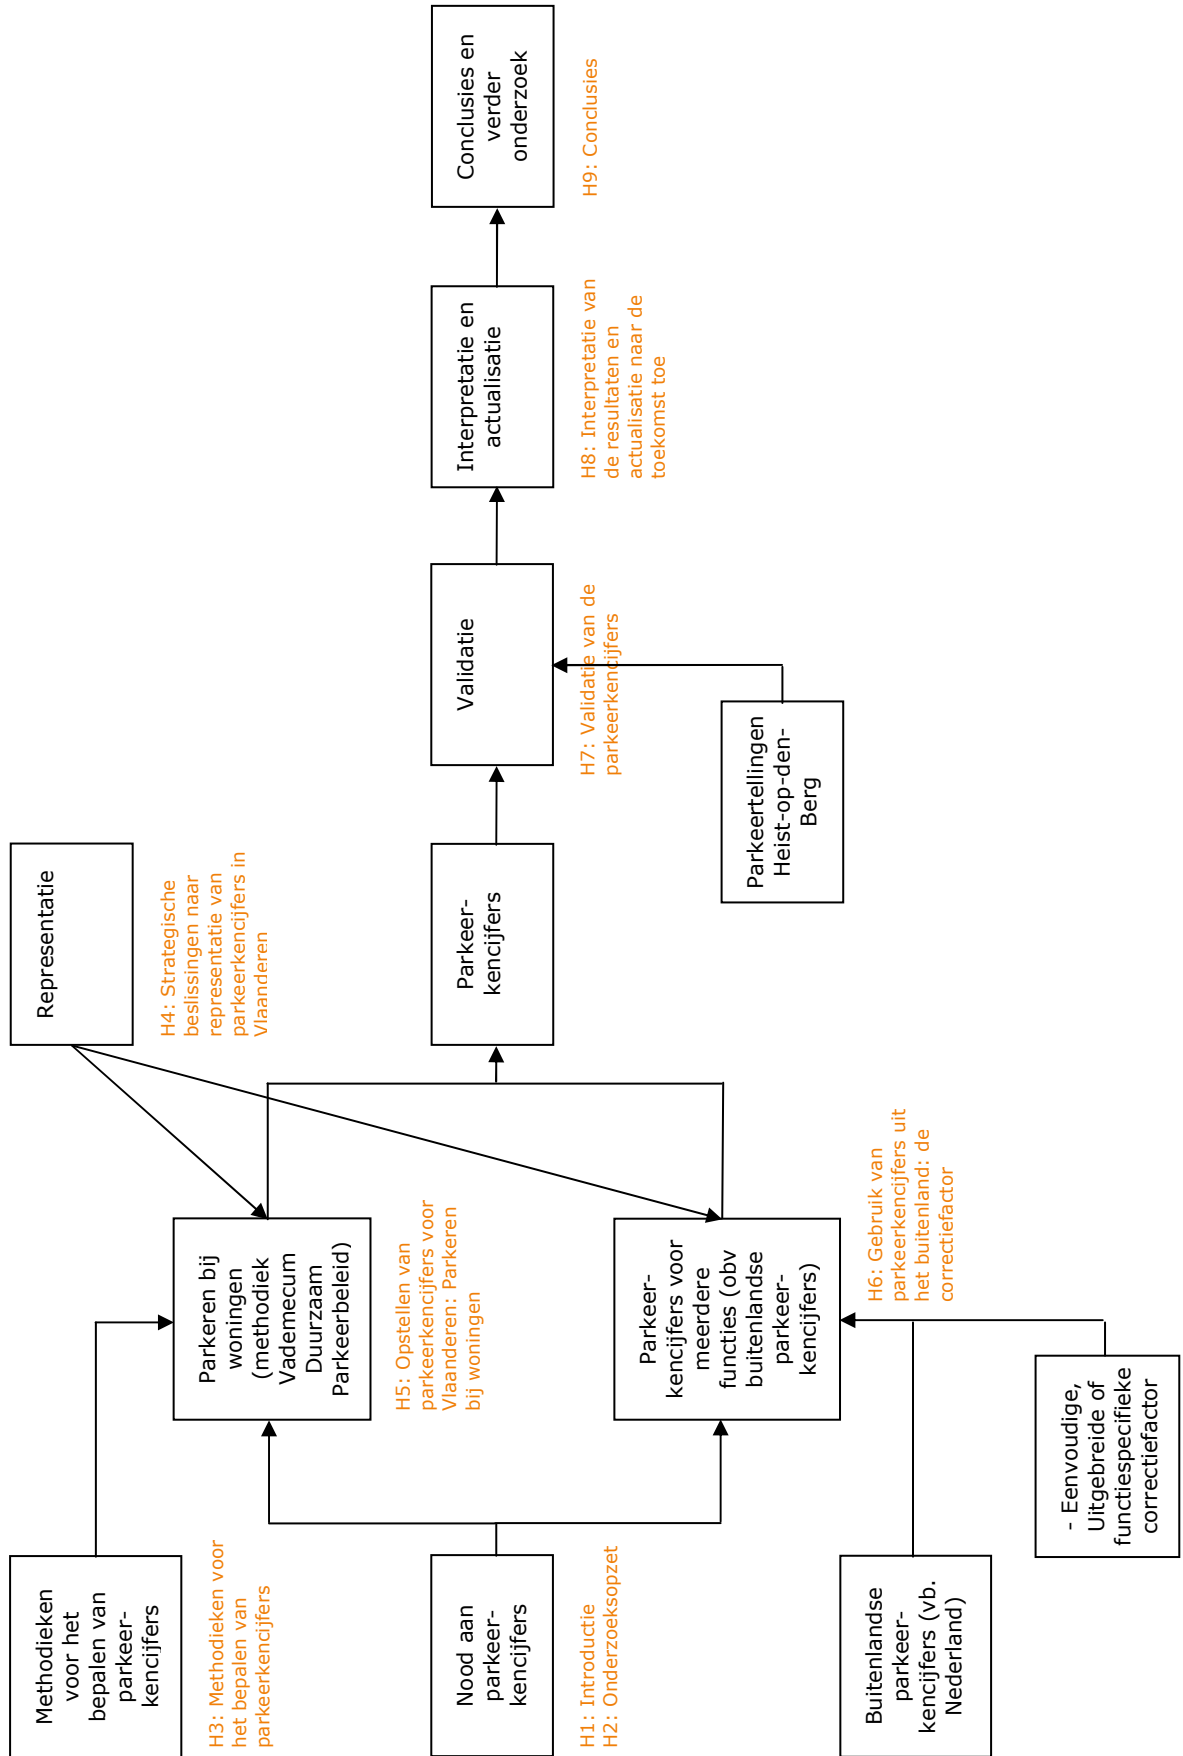 Methodieken
voor het
bepalen van
parkeer-
kencijfers
H3: Methodieken voor
het bepalen van
parkeerkencijfers
Nood aan
parkeer-
kencijfers
H1: Introductie
H2: Onderzoeksopzet
Buitenlandse
parkeer-
kencijfers (vb.
Nederland)
- Eenvoudige,
Uitgebreide of
functiespecifieke
correctiefactor
Parkeren bij
woningen
(methodiek
Vademecum
Duurzaam
Parkeerbeleid)
H5: Opstellen van
parkeerkencijfers voor
Vlaanderen: Parkeren
bij woningen
Parkeer-
kencijfers voor
meerdere
functies (obv
buitenlandse
parkeer-
kencijfers)
H6: Gebruik van
parkeerkencijfers uit
het buitenland: de
correctiefactor
Representatie
H4: Strategische
beslissingen naar
representatie van
parkeerkencijfers in
Vlaanderen
Parkeer-
kencijfers
Validatie
H7: Validatie van de
parkeerkencijfers
Parkeertellingen
Heist-op-den-
Berg
Interpretatie en
actualisatie
H8: Interpretatie van
de resultaten en
actualisatie naar de
toekomst toe
Conclusies en
verder
onderzoek
H9: Conclusies